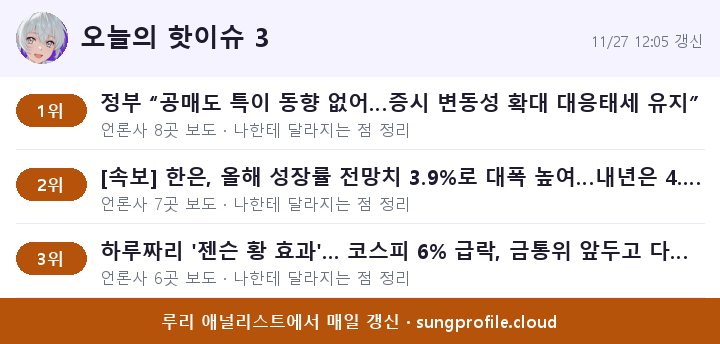 오늘의 핫이슈 3
11/27 12:05 갱신
1위
정부 “공매도 특이 동향 없어…증시 변동성 확대 대응태세 유지”
언론사 8곳 보도 · 나한테 달라지는 점 정리
2위
[속보] 한은, 올해 성장률 전망치 3.9%로 대폭 높여…내년은 4.…
언론사 7곳 보도 · 나한테 달라지는 점 정리
3위
하루짜리 '젠슨 황 효과'… 코스피 6% 급락, 금통위 앞두고 다…
언론사 6곳 보도 · 나한테 달라지는 점 정리
루리 애널리스트에서 매일 갱신 · sungprofile.cloud